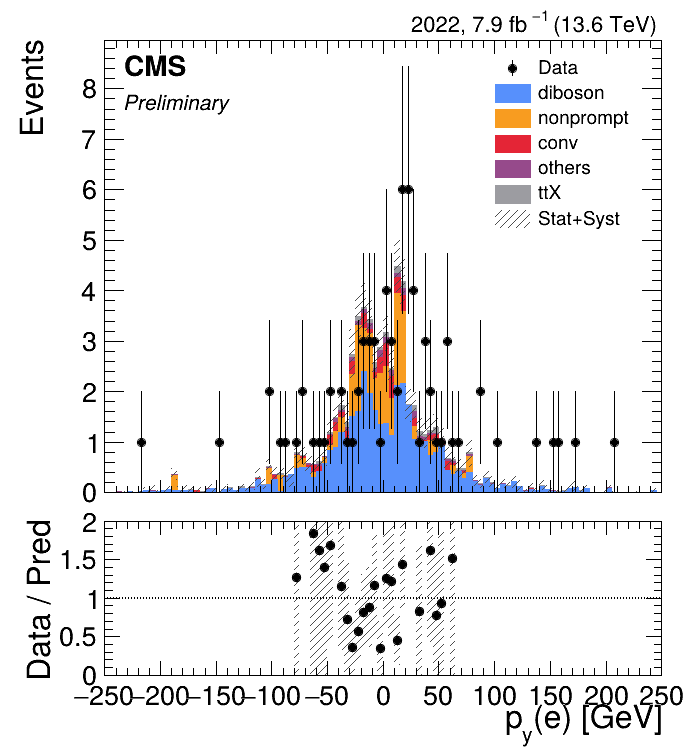 2022, 7.9 fb⁻¹ (13.6 TeV)
Events
CMS
Preliminary
Data
diboson
nonprompt
conv
others
ttX
Stat+Syst
8
7
6
5
4
3
2
1
0
Data / Pred
2
1.5
1
0.5
0
−250 −200 −150 −100 −50 0 50 100 150 200 250
p_y(e) [GeV]